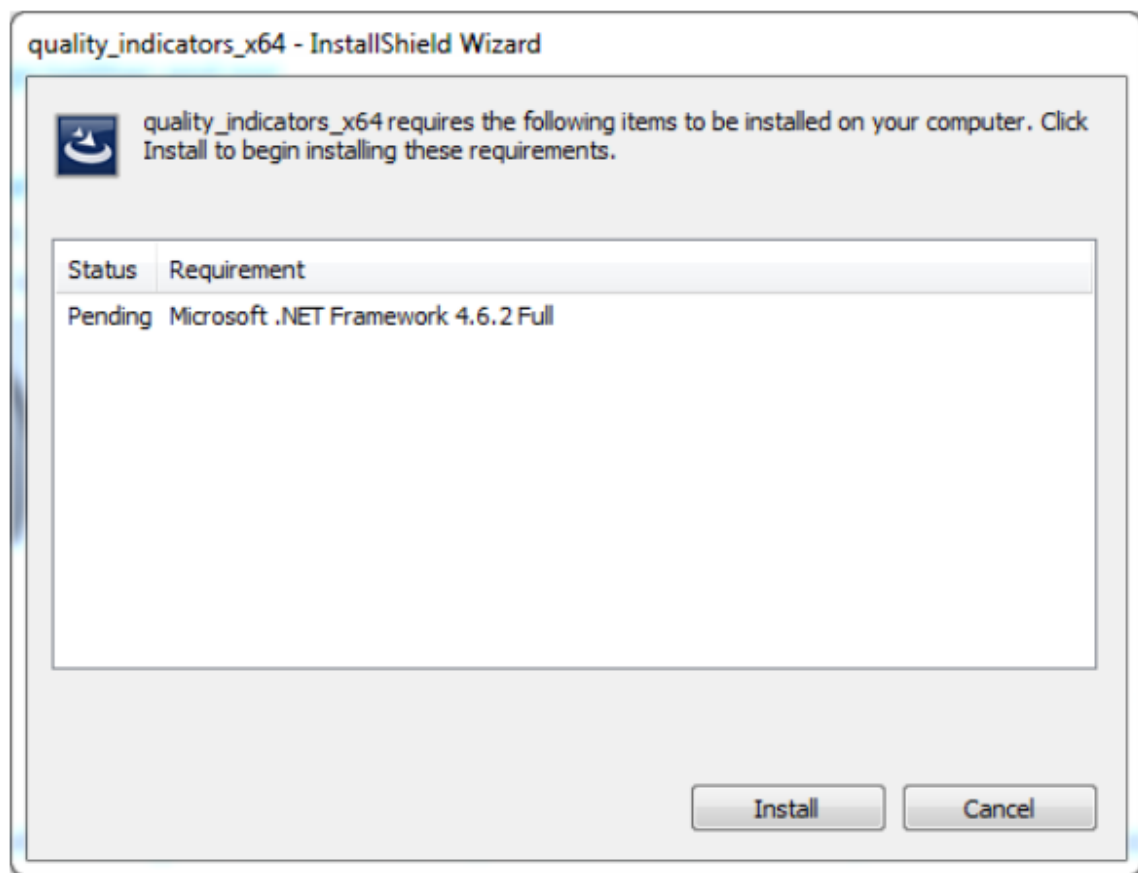 quality_indicators_x64 - InstallShield Wizard
quality_indicators_x64 requires the following items to be installed on your computer. Click
Install to begin installing these requirements.
Status Requirement
Pending Microsoft .NET Framework 4.6.2 Full
Install Cancel